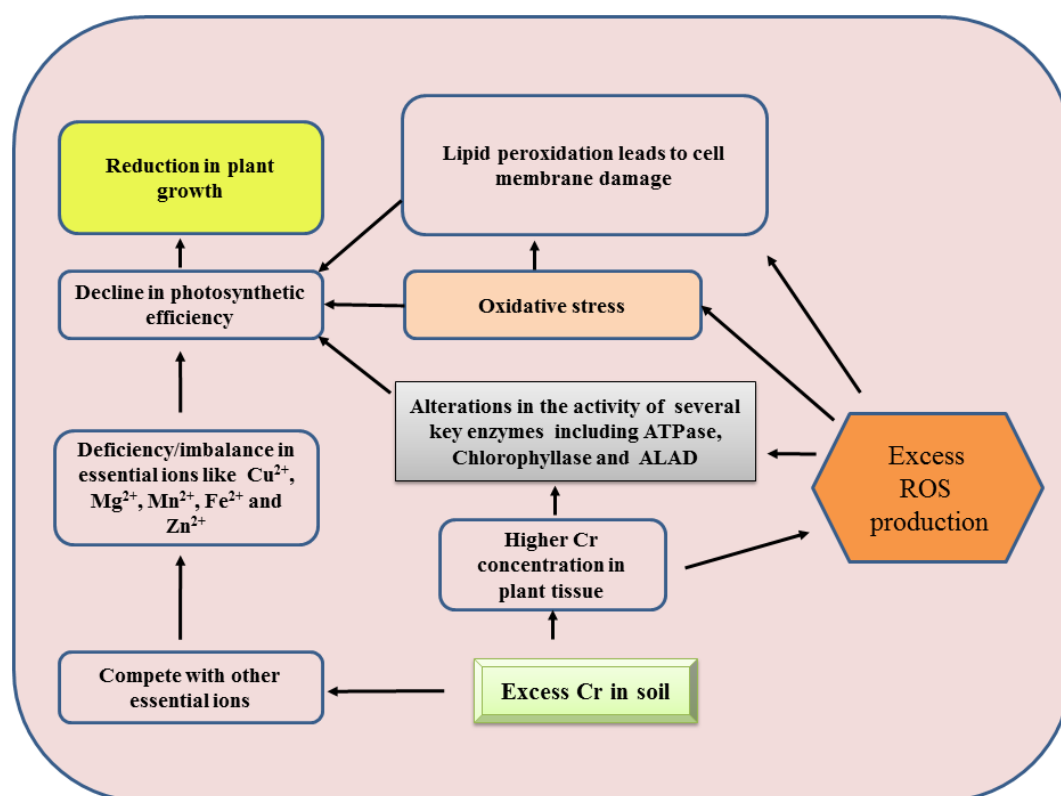 Reduction in plant
growth
Lipid peroxidation leads to cell
membrane damage
Decline in photosynthetic
efficiency
Oxidative stress
Alterations in the activity of several
key enzymes including ATPase,
Chlorophyllase and ALAD
Excess
ROS
production
Deficiency/imbalance in
essential ions like Cu²⁺,
Mg²⁺, Mn²⁺, Fe²⁺ and
Zn²⁺
Higher Cr
concentration in
plant tissue
Compete with other
essential ions
Excess Cr in soil